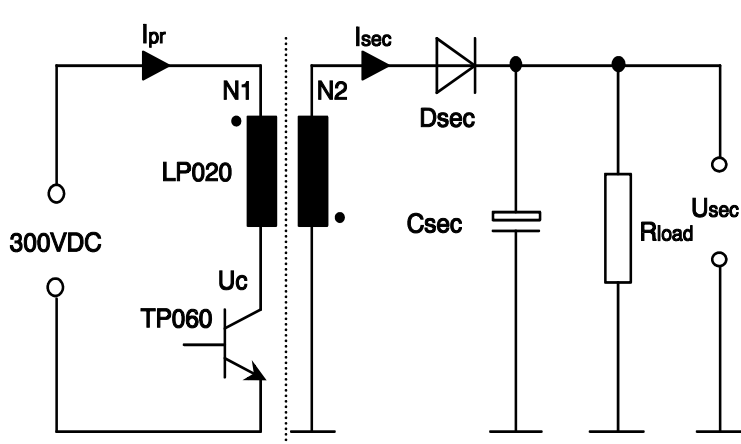 Ipr
Isec
N1
N2
Dsec
LP020
Csec
Rload
Usec
300VDC
Uc
TP060